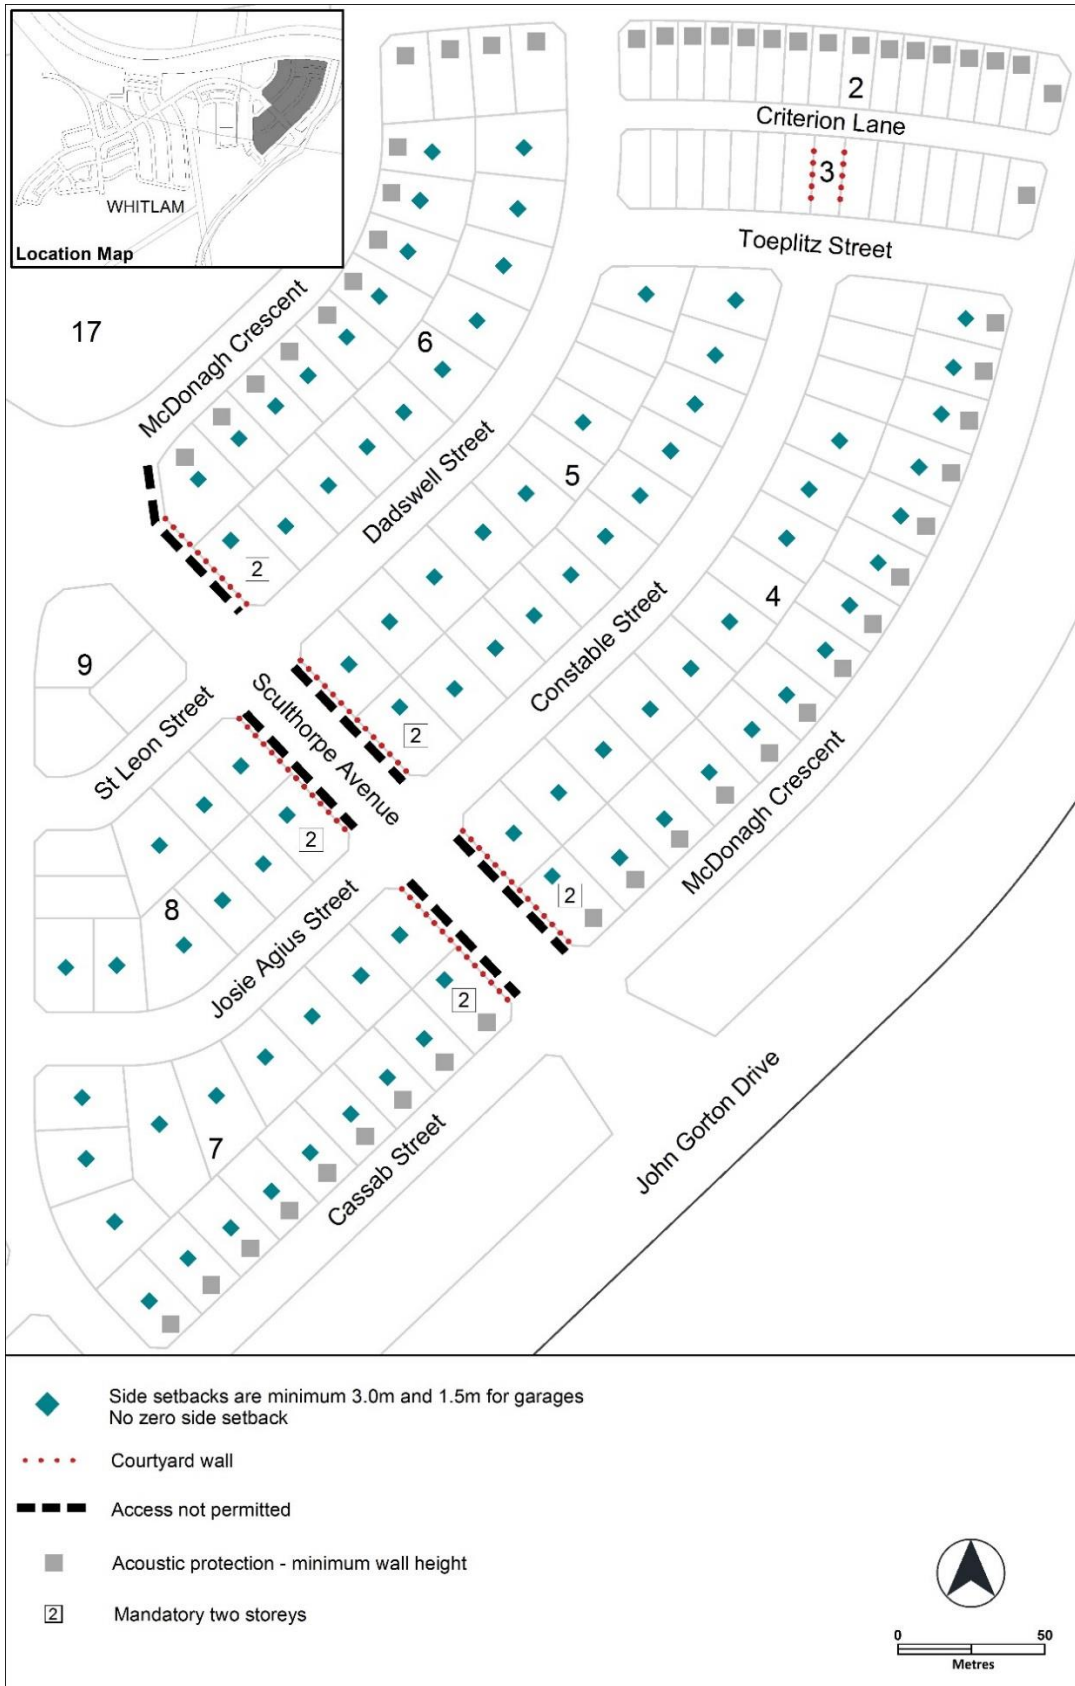 WHITLAM
Location Map
2
Criterion Lane
3
Toeplitz Street
17
McDonagh Crescent
6
Dadswell Street
5
2
9
St Leon Street
Sculthorpe Avenue
2
Constable Street
4
2
8
Josie Agius Street
2
McDonagh Crescent
2
7
Cassab Street
John Gorton Drive
Side setbacks are minimum 3.0m and 1.5m for garages
No zero side setback
Courtyard wall
Access not permitted
Acoustic protection - minimum wall height
2 Mandatory two storeys
0 50
Metres